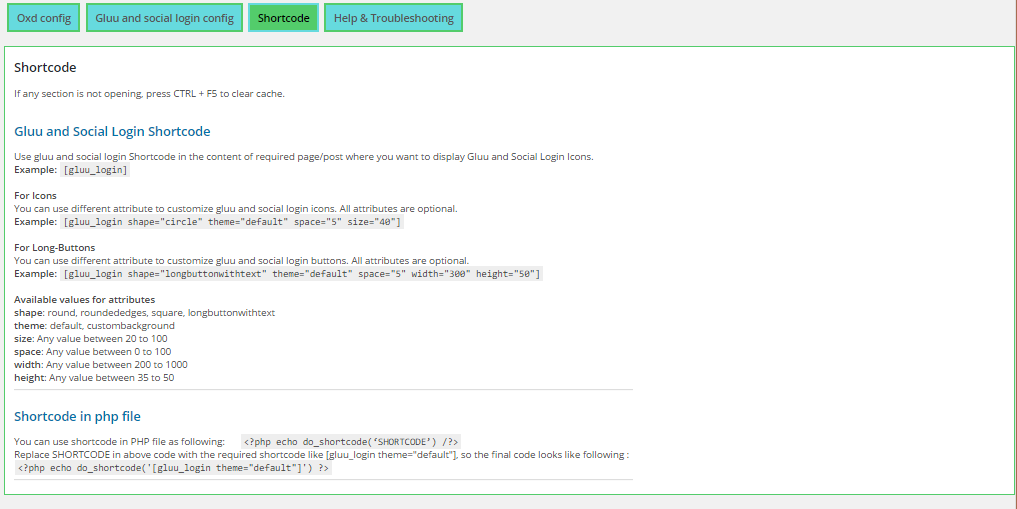 Oxd config
Gluu and social login config
Shortcode
Help & Troubleshooting
Shortcode
If any section is not opening, press CTRL + F5 to clear cache.
Gluu and Social Login Shortcode
Use gluu and social login Shortcode in the content of required page/post where you want to display Gluu and Social Login Icons.
Example: [gluu_login]
For Icons
You can use different attribute to customize gluu and social login icons. All attributes are optional.
Example: [gluu_login shape="circle" theme="default" space="5" size="40"]
For Long-Buttons
You can use different attribute to customize gluu and social login buttons. All attributes are optional.
Example: [gluu_login shape="longbuttonwithtext" theme="default" space="5" width="300" height="50"]
Available values for attributes
shape: round, roundededges, square, longbuttonwithtext
theme: default, custombackground
size: Any value between 20 to 100
space: Any value between 0 to 100
width: Any value between 200 to 1000
height: Any value between 35 to 50
Shortcode in php file
You can use shortcode in PHP file as following: <?php echo do_shortcode(‘SHORTCODE’) /?>
Replace SHORTCODE in above code with the required shortcode like [gluu_login theme="default"], so the final code looks like following :
<?php echo do_shortcode('[gluu_login theme="default"]') ?>